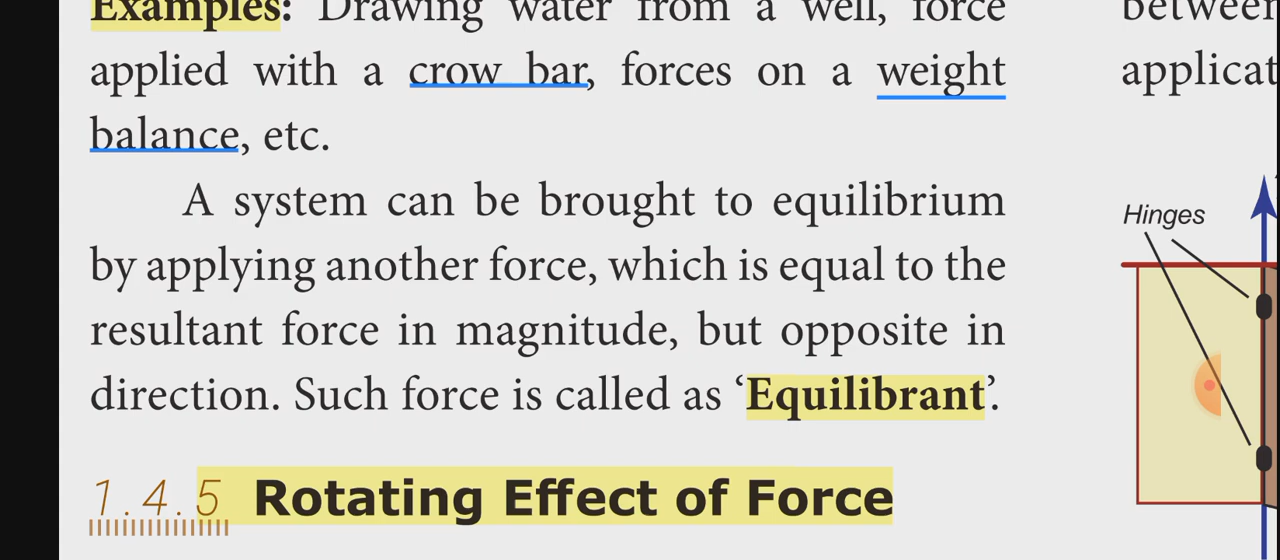 Examples: Drawing water from a well, force
applied with a crow bar, forces on a weight
balance, etc.
A system can be brought to equilibrium
by applying another force, which is equal to the
resultant force in magnitude, but opposite in
direction. Such force is called as ‘Equilibrant’.
1.4.5 Rotating Effect of Force
Hinges